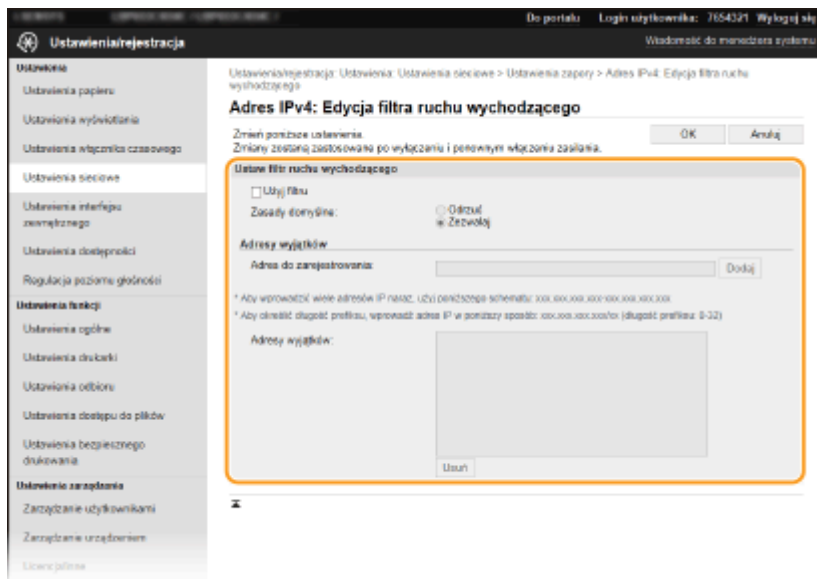 Do portalu Login użytkownika: 7654321 Wyloguj się
Ustawienia/rejestracja
Wiadomość do menedżera systemu
Ustawienia
Ustawienia papieru
Ustawienia wyświetlania
Ustawienia włącznika czasowego
Ustawienia sieciowe
Ustawienia interfejsu
zewnętrznego
Ustawienia dostępności
Regulacja poziomu głośności
Ustawienia funkcji
Ustawienia ogólne
Ustawienia drukarki
Ustawienia odbioru
Ustawienia dostępu do plików
Ustawienia bezpiecznego
drukowania
Ustawienia zarządzania
Zarządzanie użytkownikami
Zarządzanie urządzeniem
Licencja/Inne
Ustawienia/rejestracja: Ustawienia: Ustawienia sieciowe > Ustawienia zapory > Adres IPv4: Edycja filtra ruchu
wychodzącego
Adres IPv4: Edycja filtra ruchu wychodzącego
Zmień poniższe ustawienia.
Zmiany zostaną zastosowane po wyłączeniu i ponownym włączeniu zasilania.
OK Anuluj
Ustaw filtr ruchu wychodzącego
Użyj filtru
Zasady domyślne: Odrzuć
Zezwalaj
Adresy wyjątków
Adres do zarejestrowania: Dodaj
* Aby wprowadzić wiele adresów IP naraz, użyj poniższego schematu: xxx.xxx.xxx.xxx-xxx.xxx.xxx.xxx
* Aby określić długość prefiksu, wprowadź adres IP w poniższy sposób: xxx.xxx.xxx.xxx/xx (długość prefiksu: 0-32)
Adresy wyjątków:
Usuń